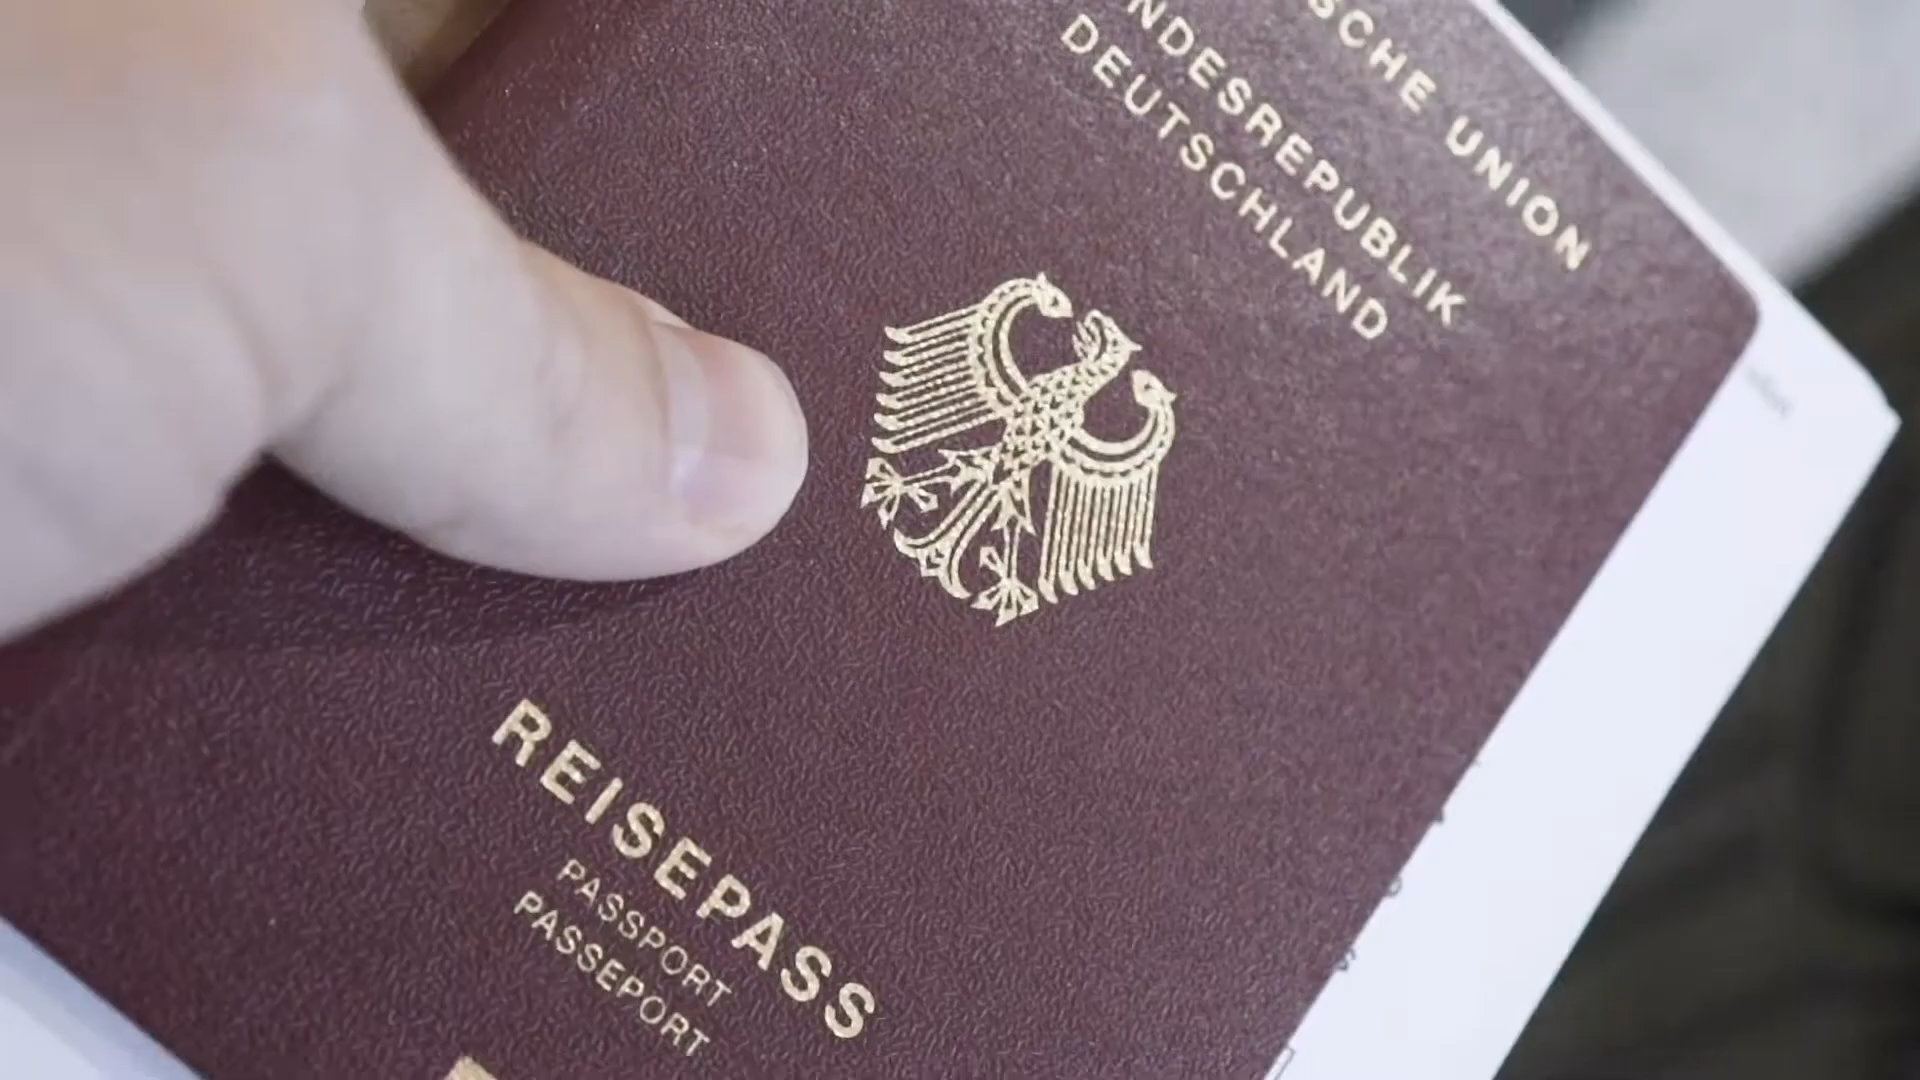 SCHE UNION
NDESREPUBLIK
DEUTSCHLAND
REISEPASS
PASSPORT
PASSEPORT